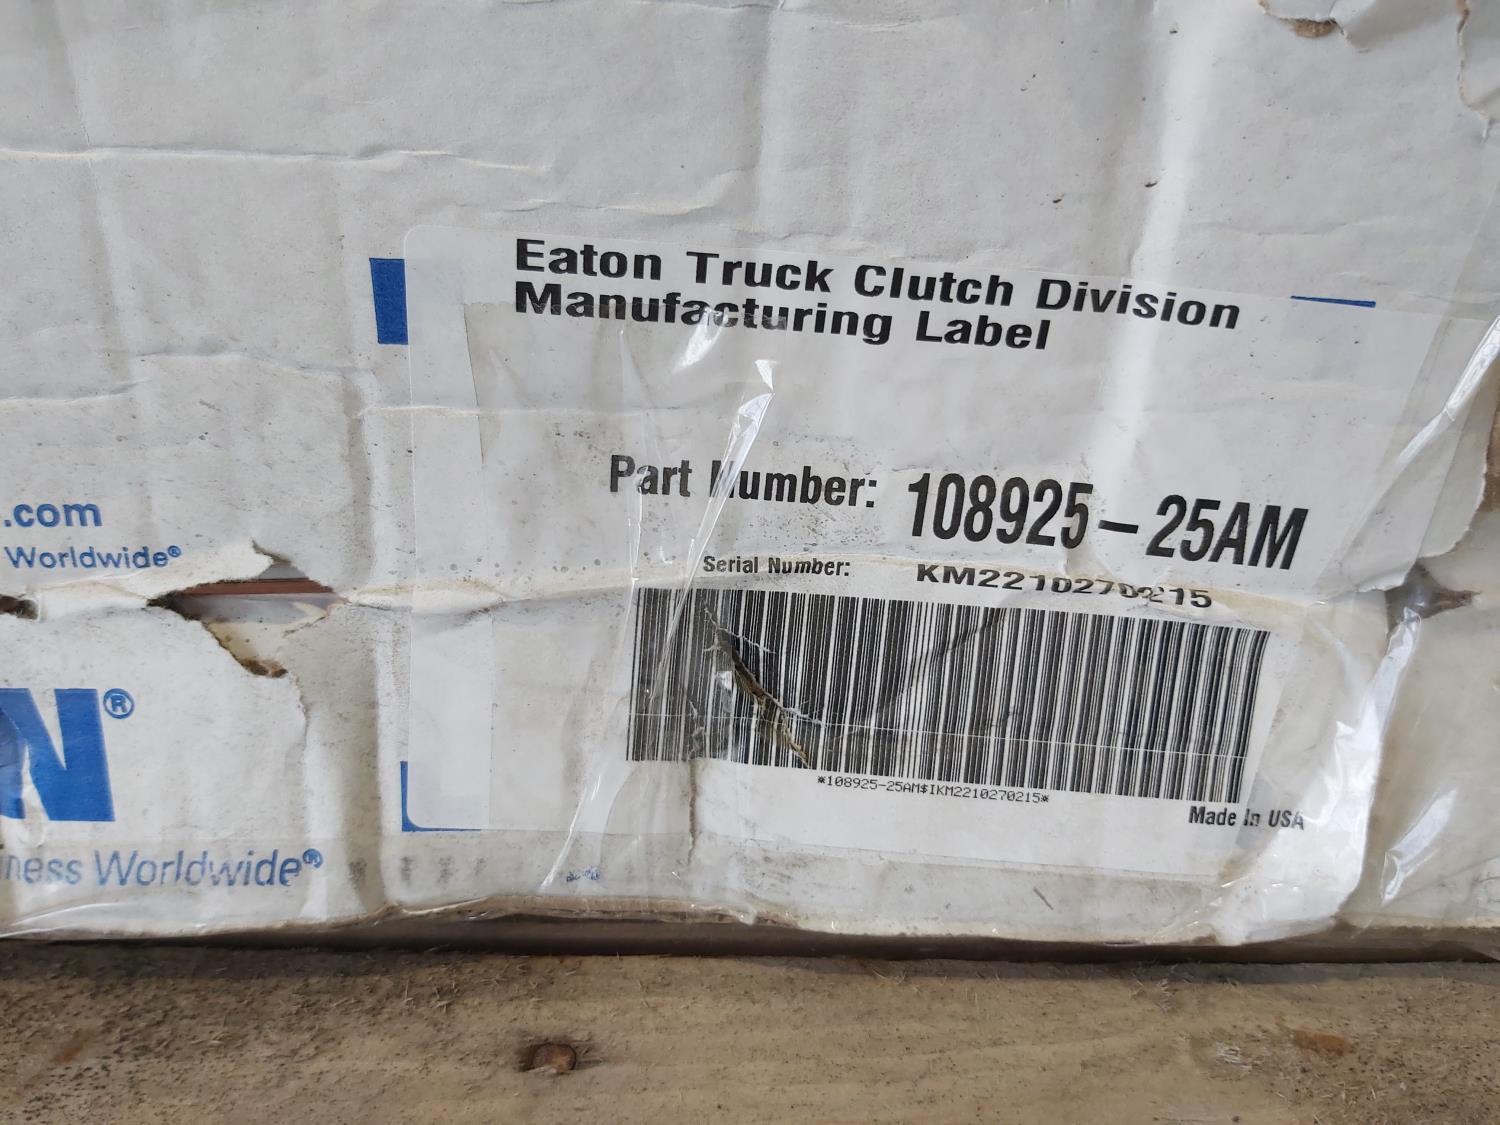 Eaton Truck Clutch Division
Manufacturing Label
Part Number: 108925-25AM
Serial Number: KM2210270215
*108925-25AM$IKM2210270215*
Made In USA
.com
Worldwide®
N®
Worldwide®